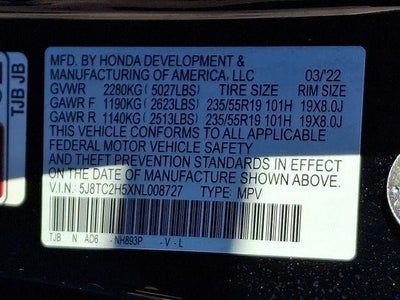 TJB JB
MFD. BY HONDA DEVELOPMENT &
MANUFACTURING OF AMERICA, LLC 03/'22
GVWR 2280KG (5027LBS) TIRE SIZE RIM SIZE
GAWR F 1190KG (2623LBS) 235/55R19 101H 19X8.0J
GAWR R 1140KG (2513LBS) 235/55R19 101H 19X8.0J
THIS VEHICLE CONFORMS TO ALL APPLICABLE
FEDERAL MOTOR VEHICLE SAFETY
AND THEFT PREVENTION STANDARDS IN EFFECT
ON THE DATE OF MANUFACTURE SHOWN ABOVE.
V.I.N: 5J8TC2H5XNL008727 TYPE: MPV
TJB N AD6 -NH893P -V-L